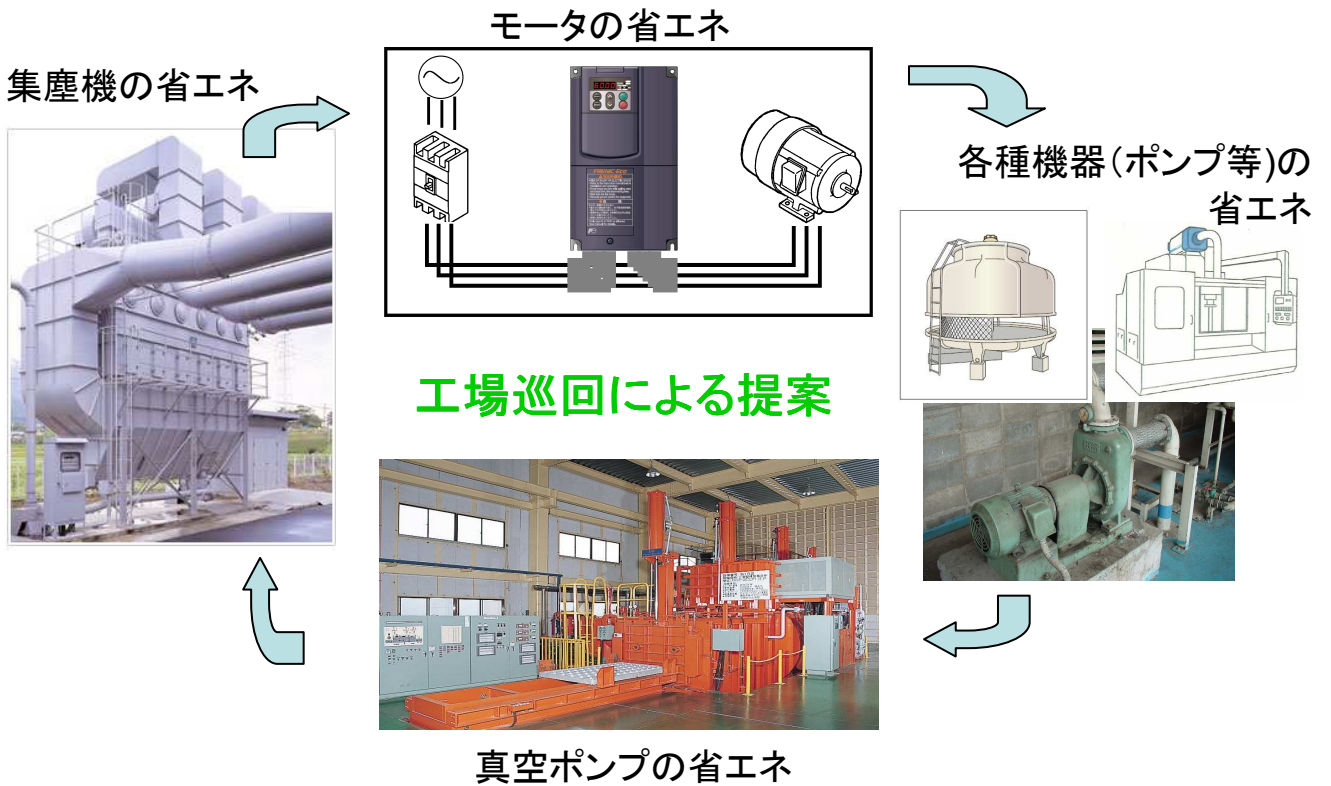 モータの省エネ
集塵機の省エネ
各種機器(ポンプ等)の
省エネ
工場巡回による提案
真空ポンプの省エネ